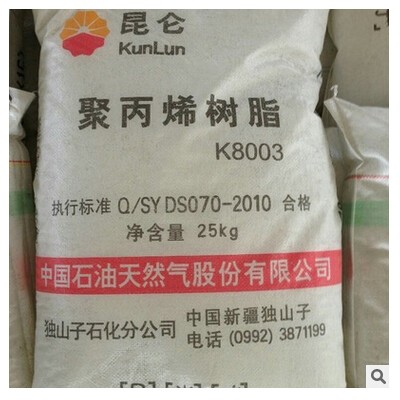 昆仑
KunLun
聚丙烯树脂
K8003
执行标准 Q/SY DS070-2010 合格
净含量 25kg
中国石油天然气股份有限公司
独山子石化分公司 中国新疆独山子
电话 (0992) 3871199